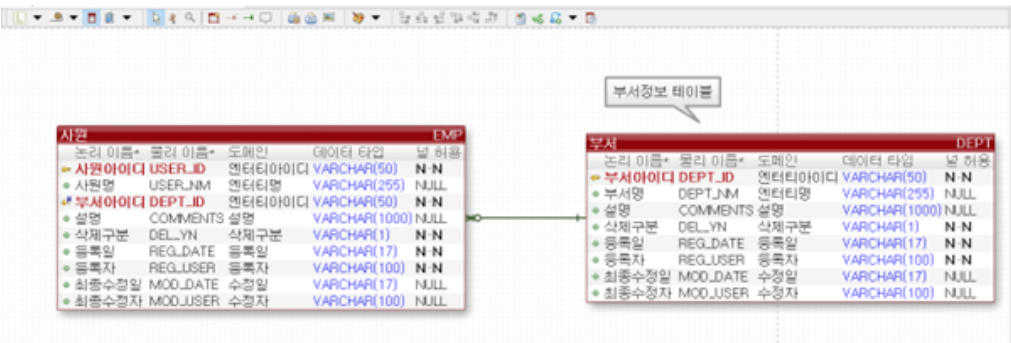 부서정보 테이블
사원 EMP
논리 이름* 물리 이름* 도메인 데이터 타입 널 허용
사원아이디 USER_ID 엔터티아이디 VARCHAR(50) N-N
사원명 USER_NM 엔터티명 VARCHAR(255) NULL
부서아이디 DEPT_ID 엔터티아이디 VARCHAR(50) N-N
설명 COMMENTS 설명 VARCHAR(1000) NULL
삭제구분 DEL_YN 삭제구분 VARCHAR(1) N-N
등록일 REG_DATE 등록일 VARCHAR(17) N-N
등록자 REG_USER 등록자 VARCHAR(100) N-N
최종수정일 MOD_DATE 수정일 VARCHAR(17) NULL
최종수정자 MOD_USER 수정자 VARCHAR(100) NULL
부서 DEPT
논리 이름* 물리 이름* 도메인 데이터 타입 널 허용
부서아이디 DEPT_ID 엔터티아이디 VARCHAR(50) N-N
부서명 DEPT_NM 엔터티명 VARCHAR(255) NULL
설명 COMMENTS 설명 VARCHAR(1000) NULL
삭제구분 DEL_YN 삭제구분 VARCHAR(1) N-N
등록일 REG_DATE 등록일 VARCHAR(17) N-N
등록자 REG_USER 등록자 VARCHAR(100) N-N
최종수정일 MOD_DATE 수정일 VARCHAR(17) NULL
최종수정자 MOD_USER 수정자 VARCHAR(100) NULL